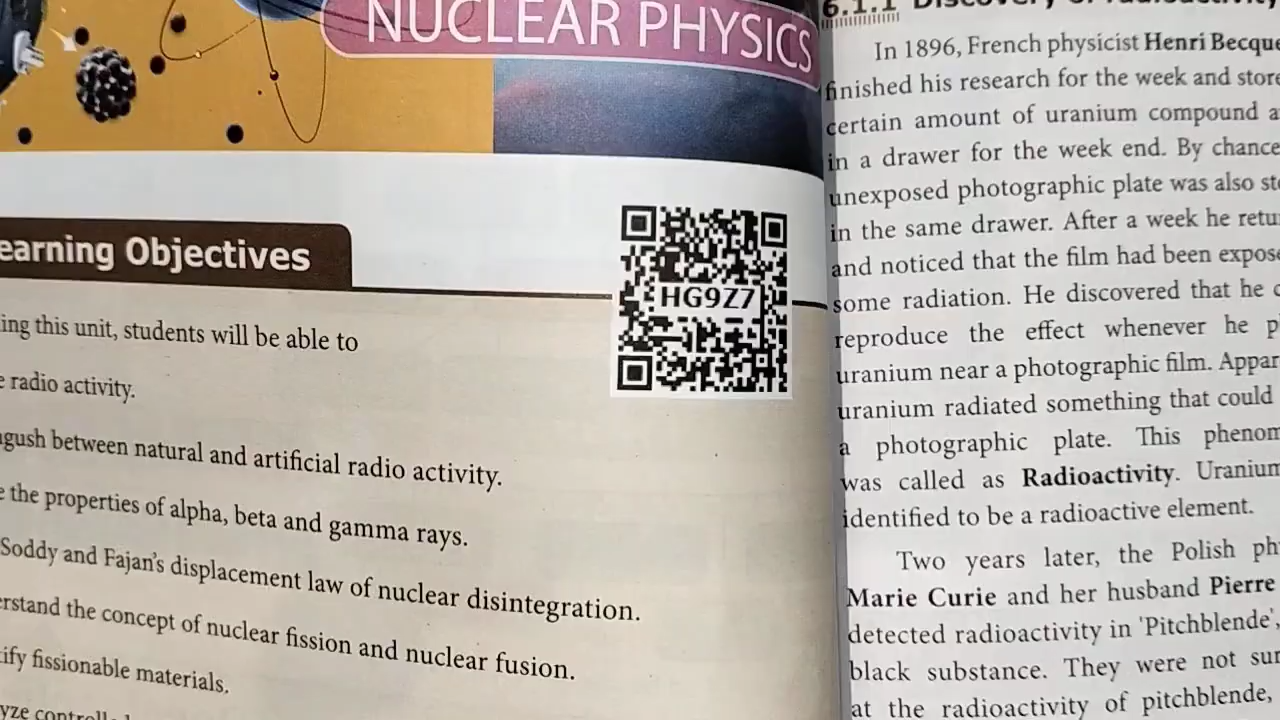 NUCLEAR PHYSICS
earning Objectives
HG9Z7
ing this unit, students will be able to
e radio activity.
gush between natural and artificial radio activity.
e the properties of alpha, beta and gamma rays.
Soddy and Fajan's displacement law of nuclear disintegration.
erstand the concept of nuclear fission and nuclear fusion.
ify fissionable materials.
6.1.1 Discovery of radioactivity
In 1896, French physicist Henri Becque
finished his research for the week and store
certain amount of uranium compound a
in a drawer for the week end. By chance
unexposed photographic plate was also sto
in the same drawer. After a week he retu
and noticed that the film had been expose
some radiation. He discovered that he c
reproduce the effect whenever he p
uranium near a photographic film. Appar
uranium radiated something that could
a photographic plate. This phenom
was called as Radioactivity. Uranium
identified to be a radioactive element.
Two years later, the Polish ph
Marie Curie and her husband Pierre
detected radioactivity in 'Pitchblende',
black substance. They were not sur
at the radioactivity of pitchblende,